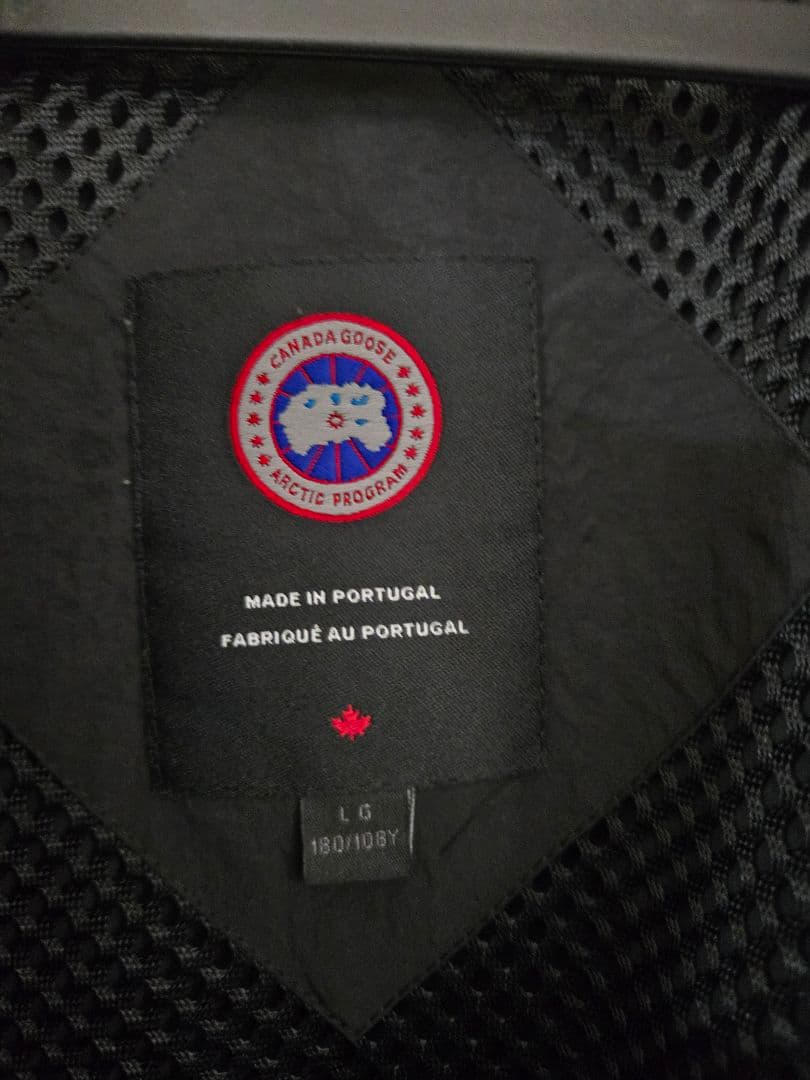 CANADA GOOSE
ARCTIC PROGRAM
MADE IN PORTUGAL
FABRIQUÉ AU PORTUGAL
L G
180/108Y